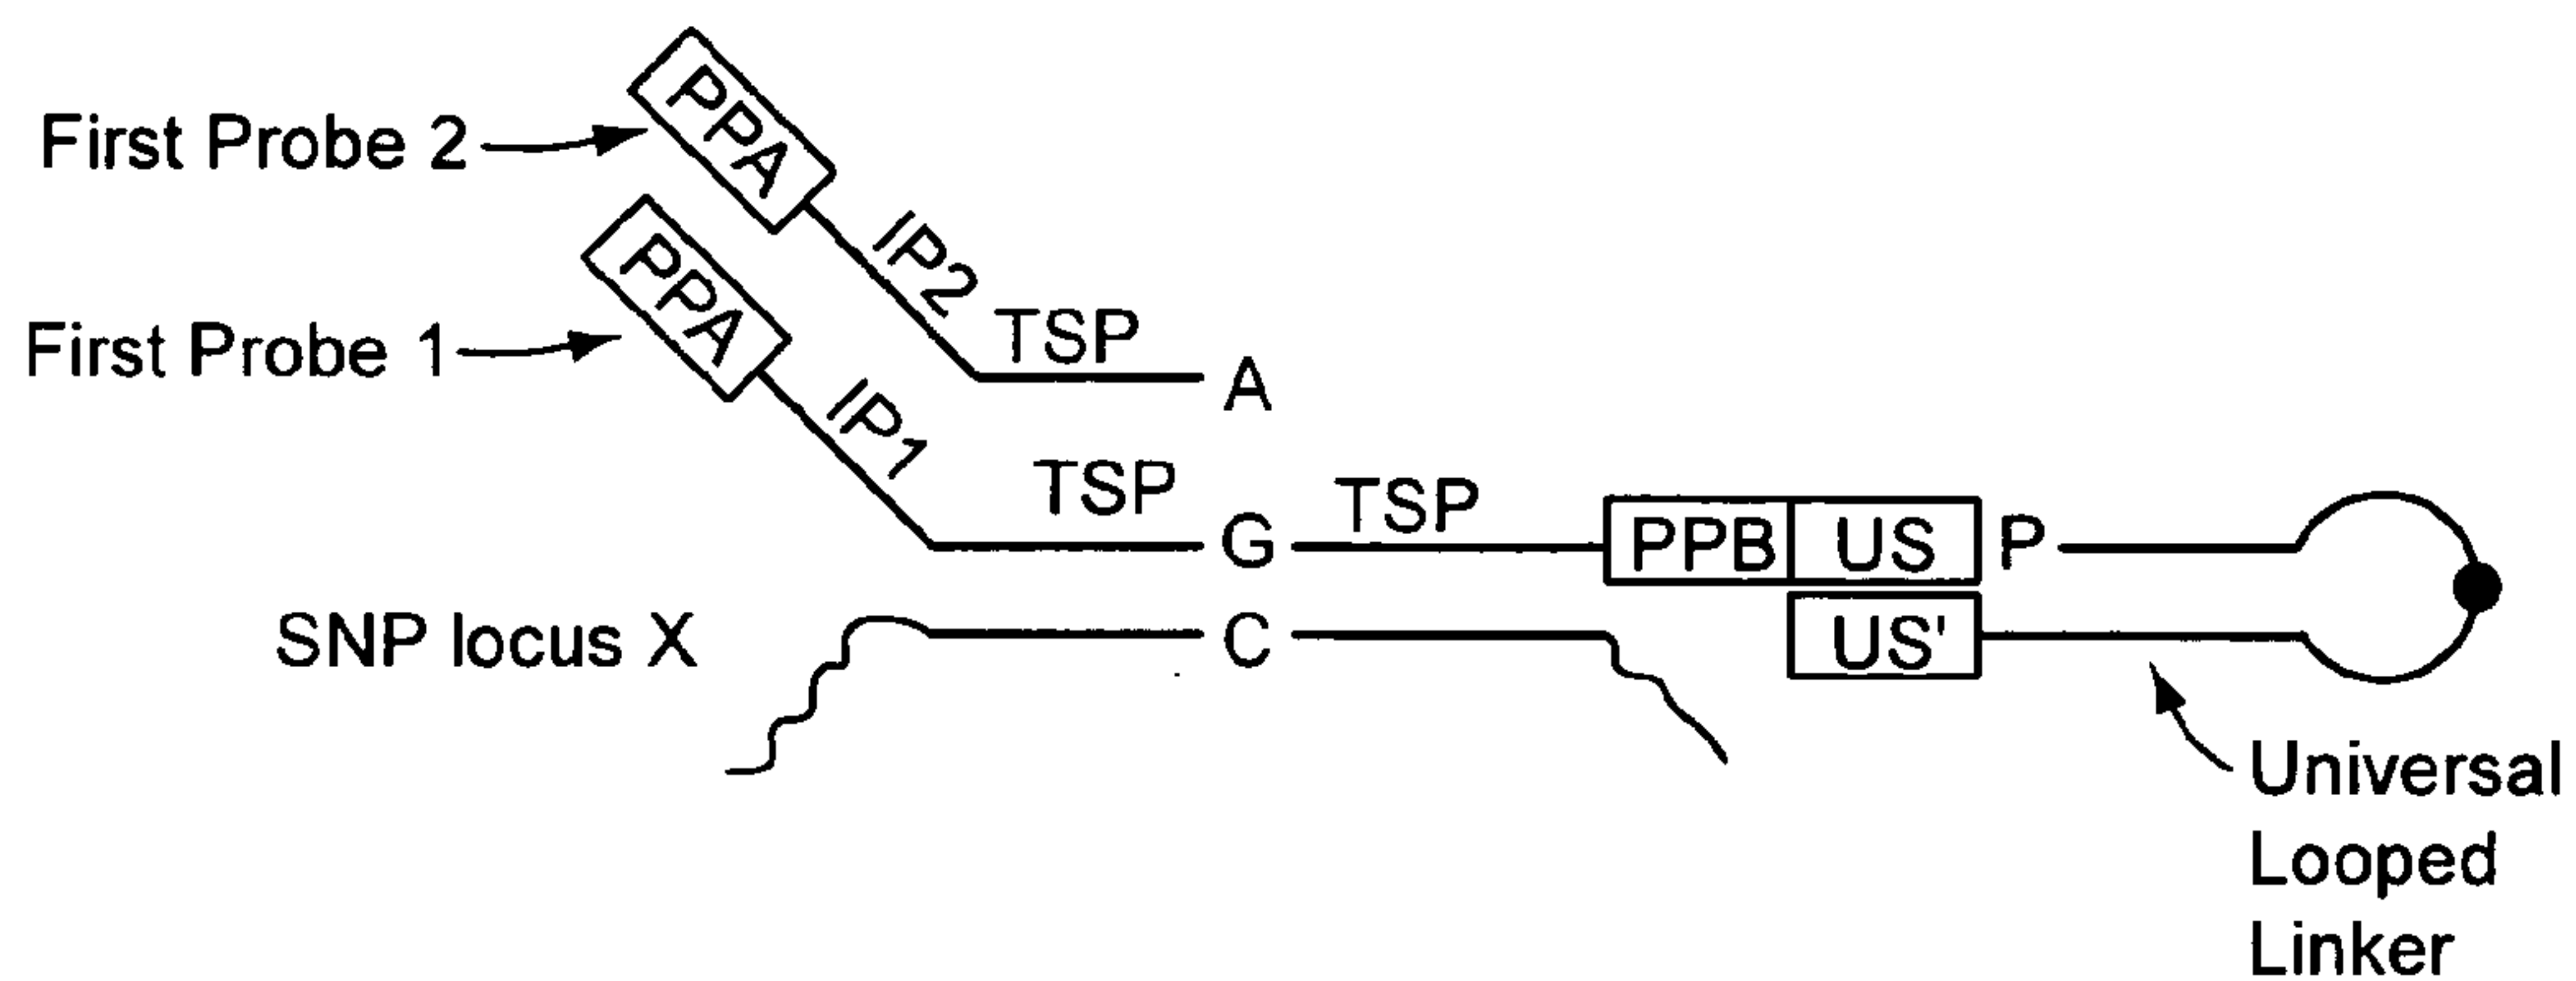 PPA
First Probe 2
IP2
TSP
A
PPA
First Probe 1
IP1
TSP
G
TSP
PPB
US
P
SNP locus X
C
US'
Universal
Looped
Linker